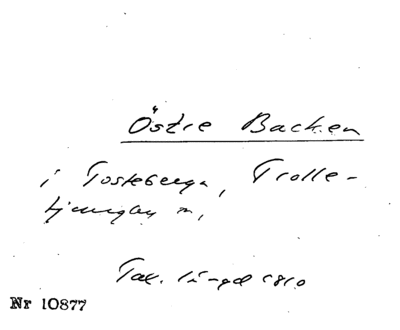 Östre Backen
i Tosteberga, Trolle-
ljungby m,
Tax. längd 1810
Nr 10877